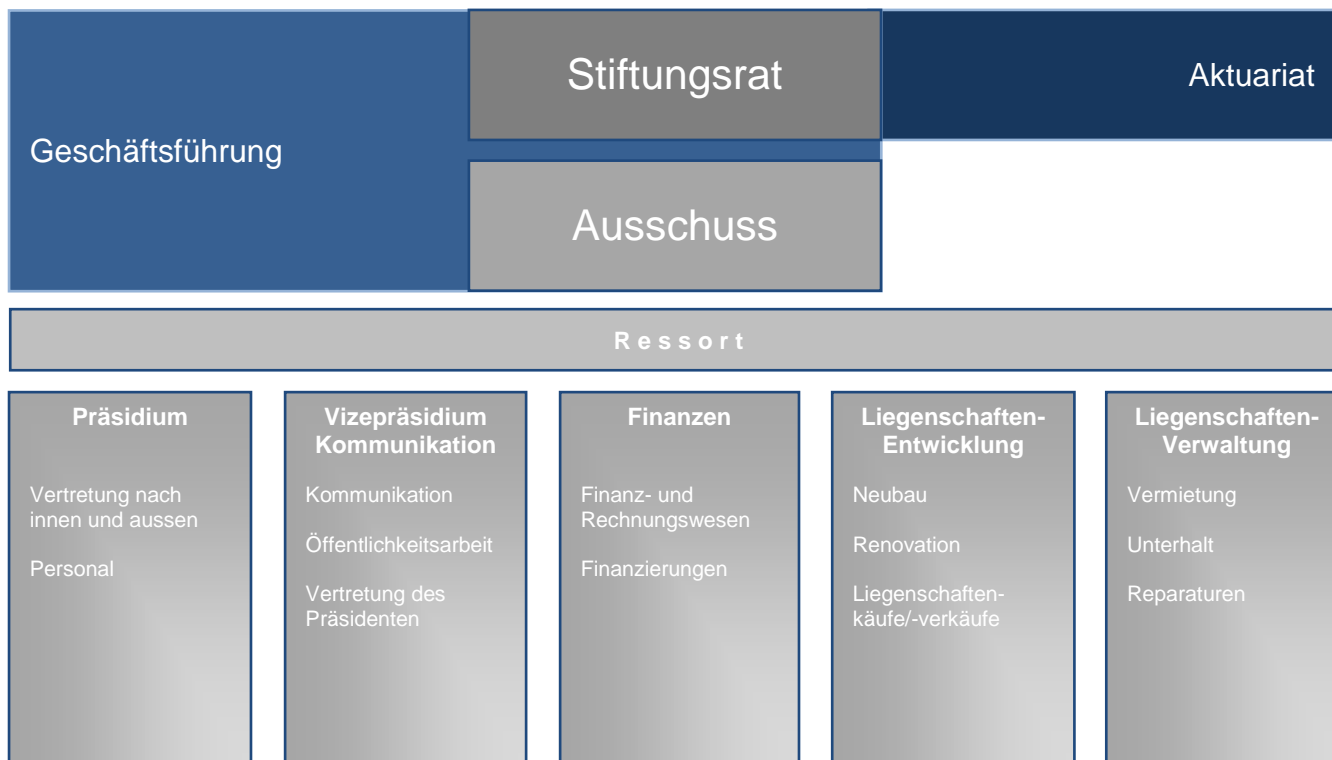 Stiftungsrat
Aktuariat
Geschäftsführung
Ausschuss
Ressort
Präsidium
Vertretung nach
innen und aussen
Personal
Vizepräsidium
Kommunikation
Kommunikation
Öffentlichkeitsarbeit
Vertretung des
Präsidenten
Finanzen
Finanz- und
Rechnungswesen
Finanzierungen
Liegenschaften-
Entwicklung
Neubau
Renovation
Liegenschaften-
käufe/-verkäufe
Liegenschaften-
Verwaltung
Vermietung
Unterhalt
Reparaturen